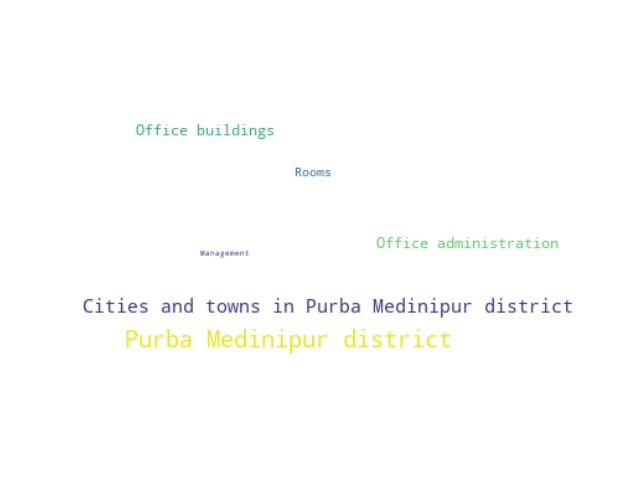 Office buildings
Rooms
Office administration
Management
Cities and towns in Purba Medinipur district
Purba Medinipur district